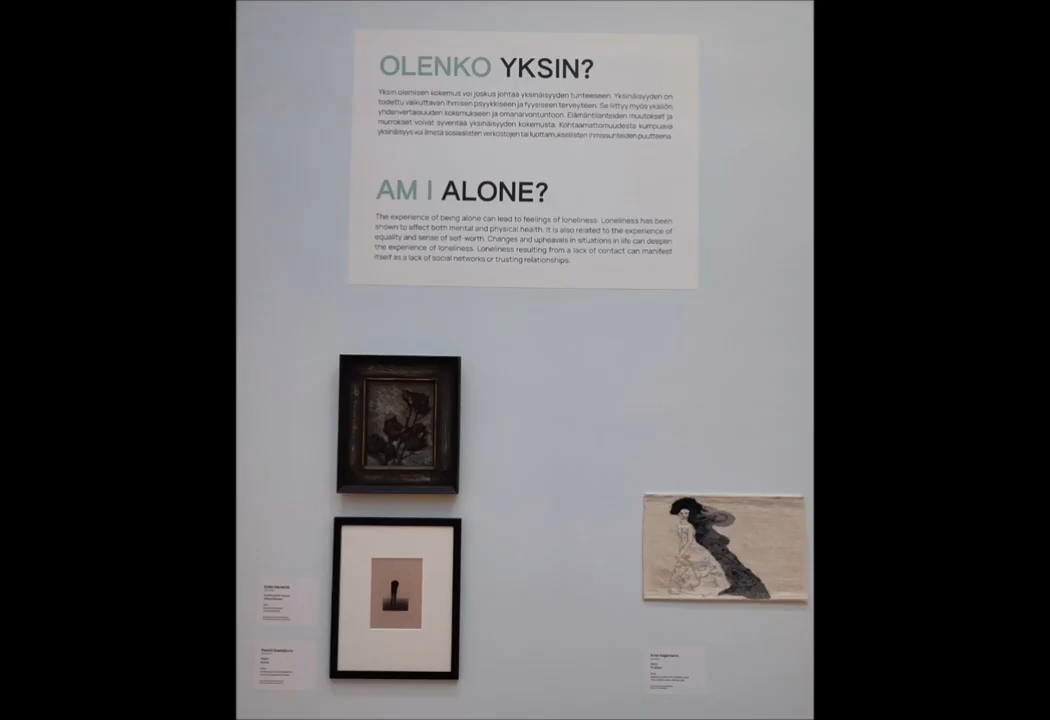 OLENKO YKSIN?
Yksin olemisen kokemus voi joskus johtaa yksinäisyyden tunteeseen. Yksinäisyyden on
todettu vaikuttavan ihmisen psyykkiseen ja fyysiseen terveyteen. Se liittyy myös yksilön
yhdenvertaisuuden kokemukseen ja omanarvontuntoon. Elämäntilanteiden muutokset ja
murrokset voivat syventää yksinäisyyden kokemusta. Kohtaamattomuudesta kumpuava
yksinäisyys voi ilmetä sosiaalisten verkostojen tai luottamuksellisten ihmissuhteiden puutteena.
AM I ALONE?
The experience of being alone can lead to feelings of loneliness. Loneliness has been
shown to affect both mental and physical health. It is also related to the experience of
equality and sense of self-worth. Changes and upheavals in situations in life can deepen
the experience of loneliness. Loneliness resulting from a lack of contact can manifest
itself as a lack of social networks or trusting relationships.